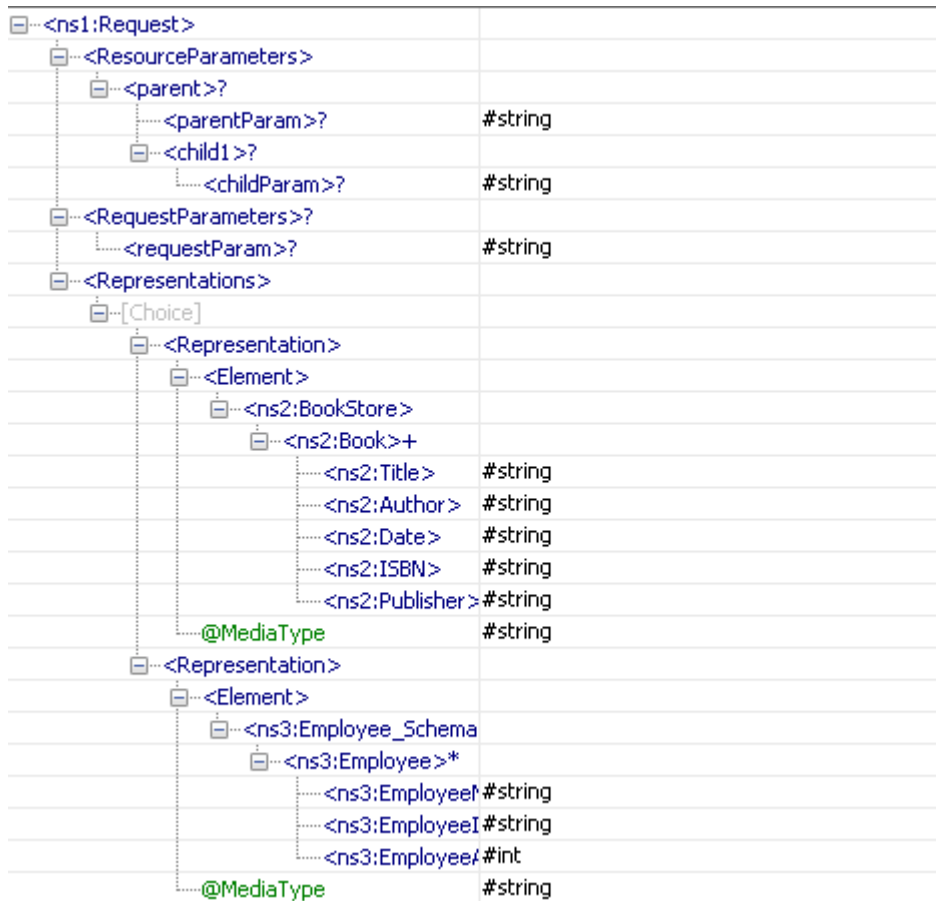 <ns1:Request>
<ResourceParameters>
<parent>?
<parentParam>? #string
<child1>?
<childParam>? #string
<RequestParameters>?
<requestParam>? #string
<Representations>
[Choice]
<Representation>
<Element>
<ns2:BookStore>
<ns2:Book>+
<ns2:Title> #string
<ns2:Author> #string
<ns2:Date> #string
<ns2:ISBN> #string
<ns2:Publisher> #string
@MediaType #string
<Representation>
<Element>
<ns3:Employee_Schema
<ns3:Employee>*
#string
<ns3:EmployeeI #string
#int
@MediaType #string